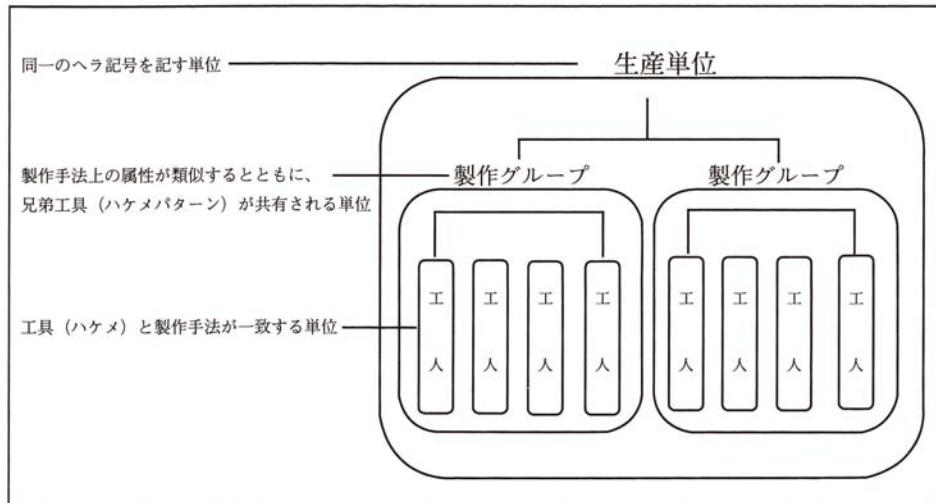 同一のヘラ記号を記す単位
生産単位
製作手法上の属性が類似するとともに、
兄弟工具（ハケメパターン）が共有される単位
製作グループ
製作グループ
工具（ハケメ）と製作手法が一致する単位
工人
工人
工人
工人
工人
工人
工人
工人